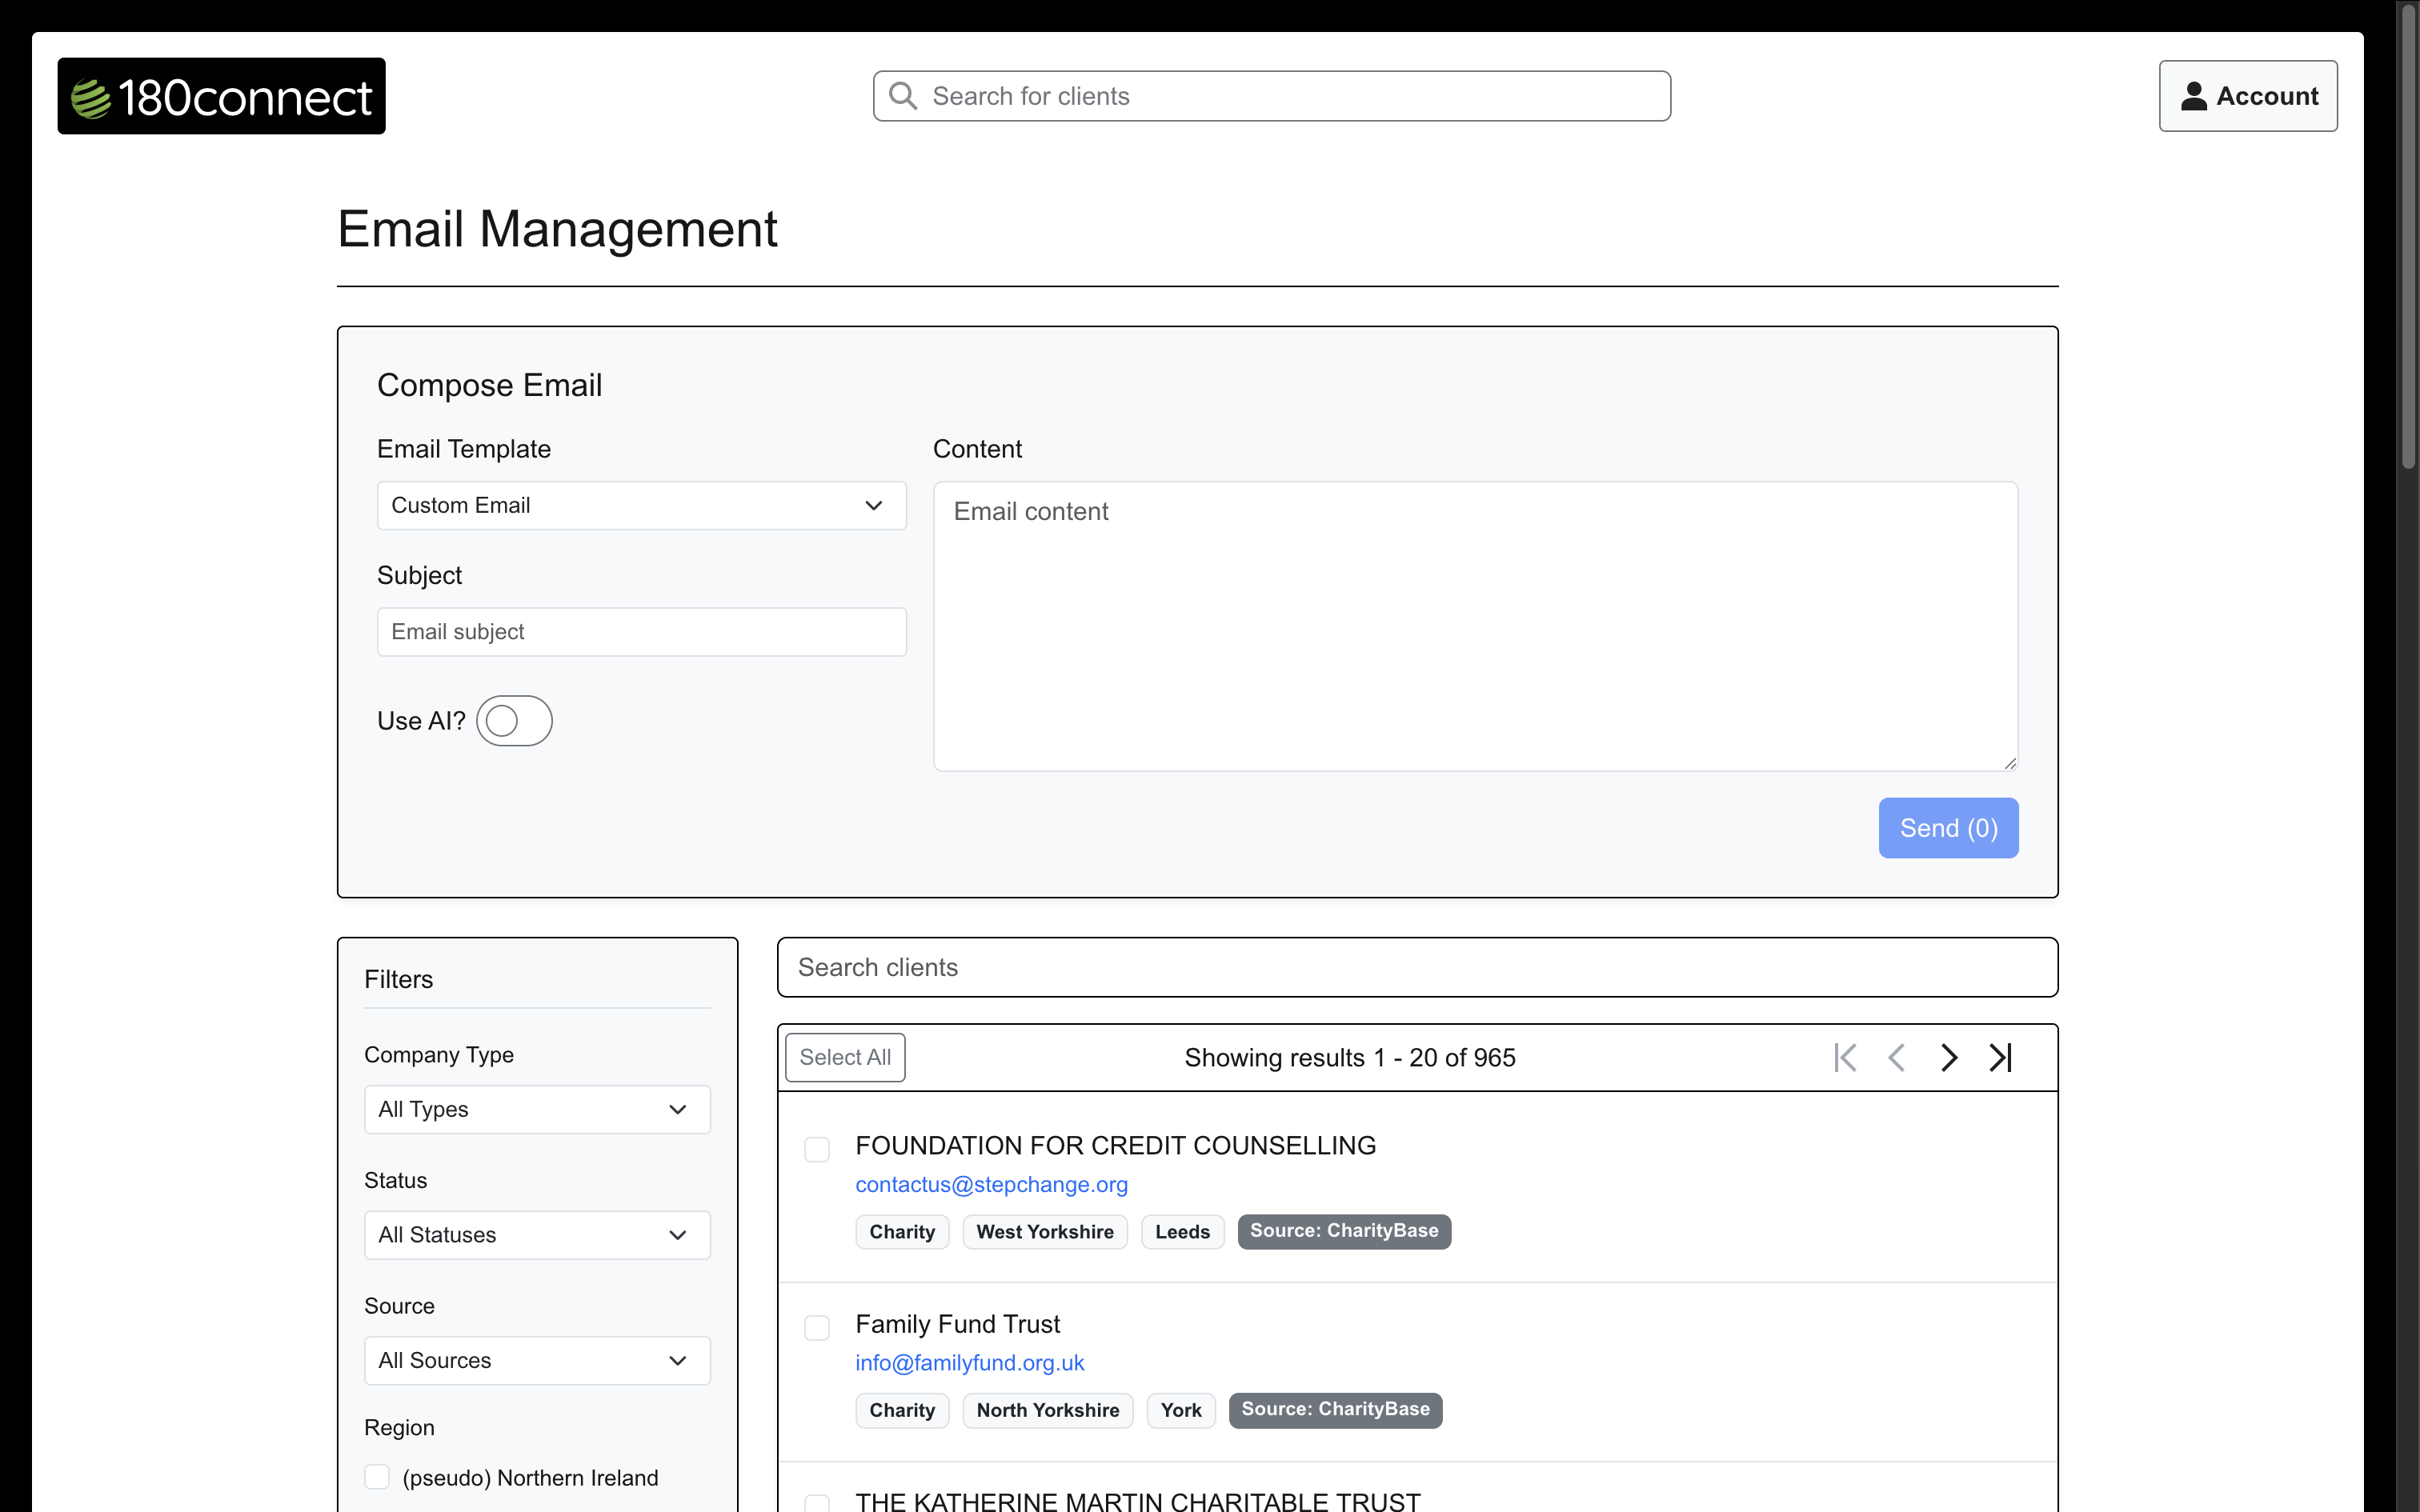 180connect
Search for clients
Account
Email Management
Compose Email
Email Template
Custom Email
Subject
Email subject
Use AI?
Content
Email content
Send (0)
Filters
Company Type
All Types
Status
All Statuses
Source
All Sources
Region
(pseudo) Northern Ireland
Search clients
Select All
Showing results 1 - 20 of 965
FOUNDATION FOR CREDIT COUNSELLING
contactus@stepchange.org
Charity West Yorkshire Leeds Source: CharityBase
Family Fund Trust
info@familyfund.org.uk
Charity North Yorkshire York Source: CharityBase
THE KATHERINE MARTIN CHARITABLE TRUST